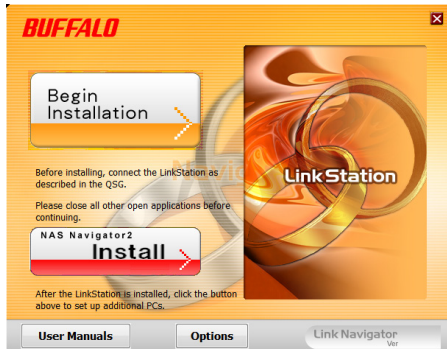 BUFFALO
Begin
Installation
Before installing, connect the LinkStation as
described in the QSG.
Please close all other open applications before
continuing.
LinkStation
NAS Navigator2
Install
After the LinkStation is installed, click the button
above to set up additional PCs.
User Manuals
Options
Link Navigator
Ver